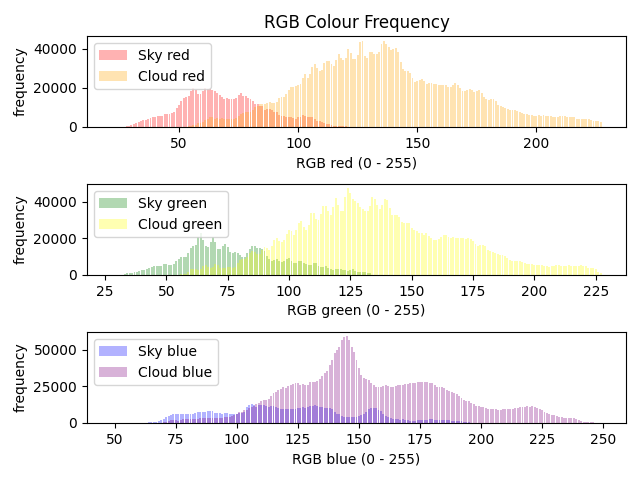 RGB Colour Frequency
frequency
40000
20000
0
Sky red
Cloud red
50
100
150
200
RGB red (0 - 255)
frequency
40000
20000
0
Sky green
Cloud green
25
50
75
100
125
150
175
200
225
RGB green (0 - 255)
frequency
50000
25000
0
Sky blue
Cloud blue
50
75
100
125
150
175
200
225
250
RGB blue (0 - 255)